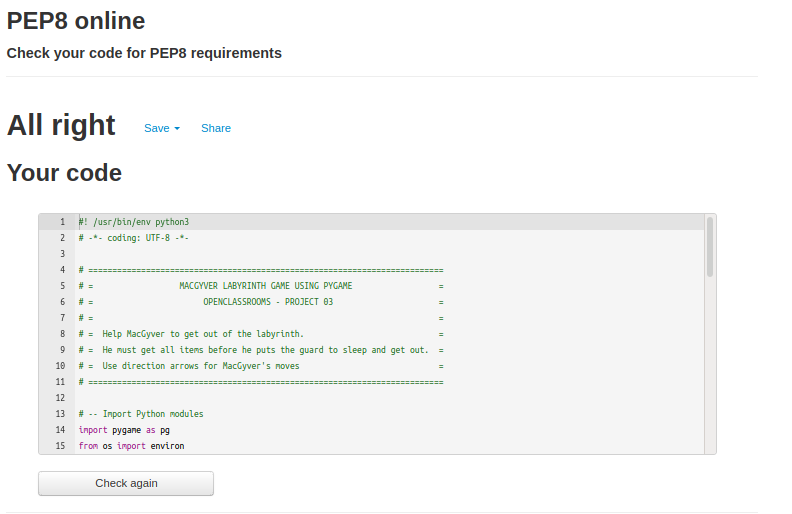 PEP8 online
Check your code for PEP8 requirements
All right Save Share
Your code
1 #! /usr/bin/env python3
2 # -*- coding: UTF-8 -*-
3
4 # ==========================================================================
5 # =                  MACGYVER LABYRINTH GAME USING PYGAME                  =
6 # =                       OPENCLASSROOMS - PROJECT 03                      =
7 # =                                                                        =
8 # =  Help MacGyver to get out of the labyrinth.                            =
9 # =  He must get all items before he puts the guard to sleep and get out.  =
10 # =  Use direction arrows for MacGyver's moves                             =
11 # ==========================================================================
12
13 # -- Import Python modules
14 import pygame as pg
15 from os import environ
Check again